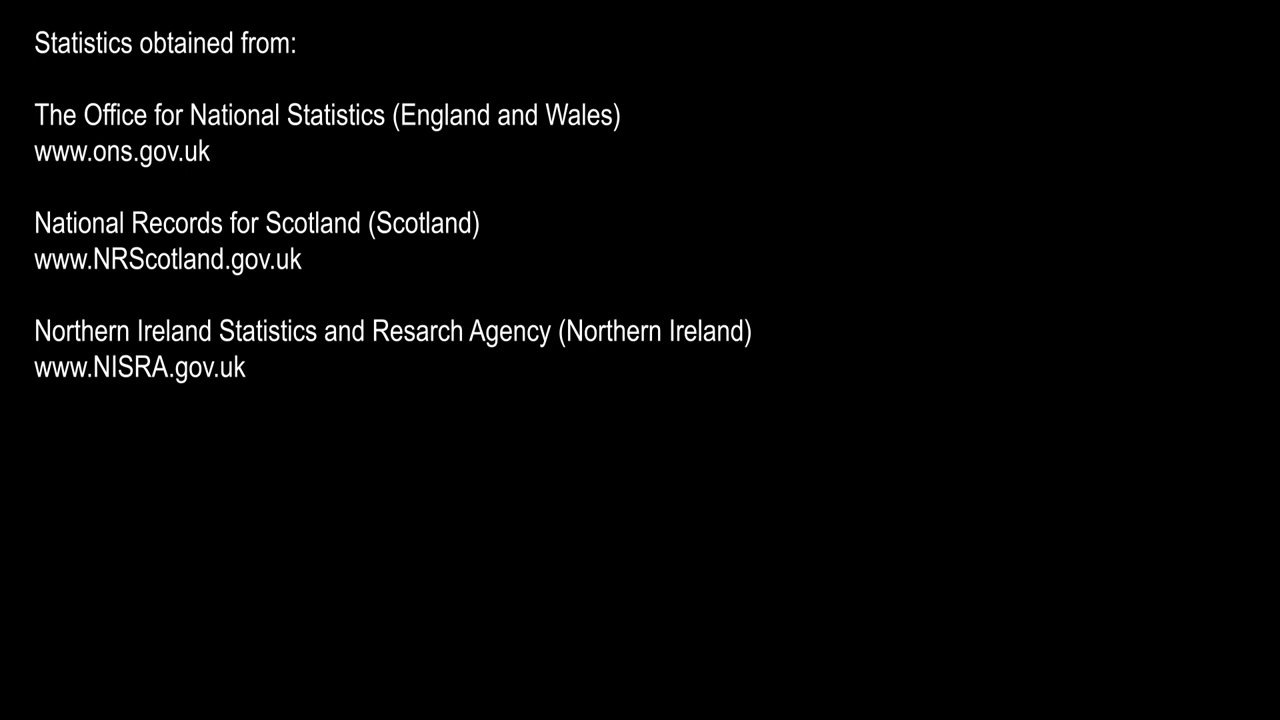 Statistics obtained from:
The Office for National Statistics (England and Wales)
www.ons.gov.uk
National Records for Scotland (Scotland)
www.NRScotland.gov.uk
Northern Ireland Statistics and Resarch Agency (Northern Ireland)
www.NISRA.gov.uk